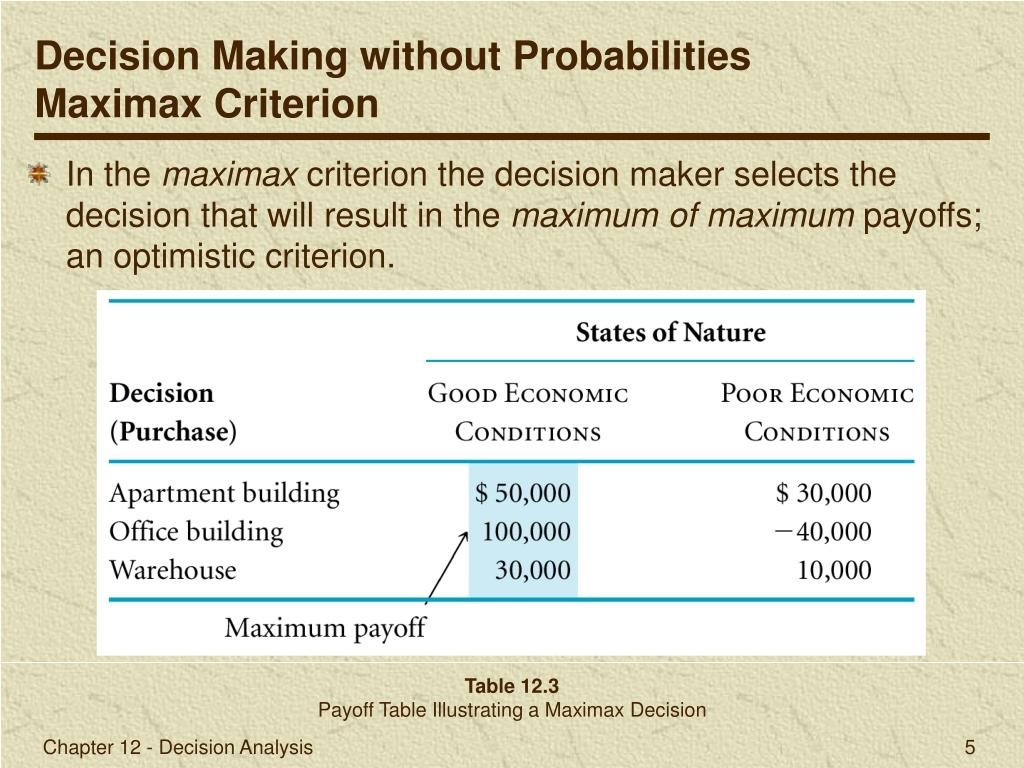 Decision Making without Probabilities
Maximax Criterion
In the maximax criterion the decision maker selects the
decision that will result in the maximum of maximum payoffs;
an optimistic criterion.
States of Nature
Decision Good Economic Poor Economic
(Purchase) Conditions Conditions
Apartment building $ 50,000 $ 30,000
Office building 100,000 −40,000
Warehouse 30,000 10,000
Maximum payoff
Table 12.3
Payoff Table Illustrating a Maximax Decision
Chapter 12 - Decision Analysis 5